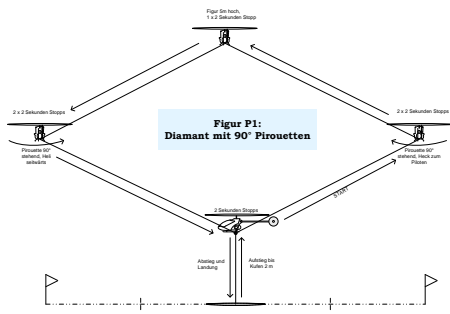 Figur 5m hoch,
1 x 2 Sekunden Stopp
2 x 2 Sekunden Stopps
2 x 2 Sekunden Stopps
Figur P1:
Diamant mit 90° Pirouetten
Pirouette 90°
stehend, Heli
seitwärts
Pirouette 90°
stehend, Heck zum
Piloten
START
2 Sekunden Stopps
Abstieg und
Landung
Aufstieg bis
Kufen 2 m